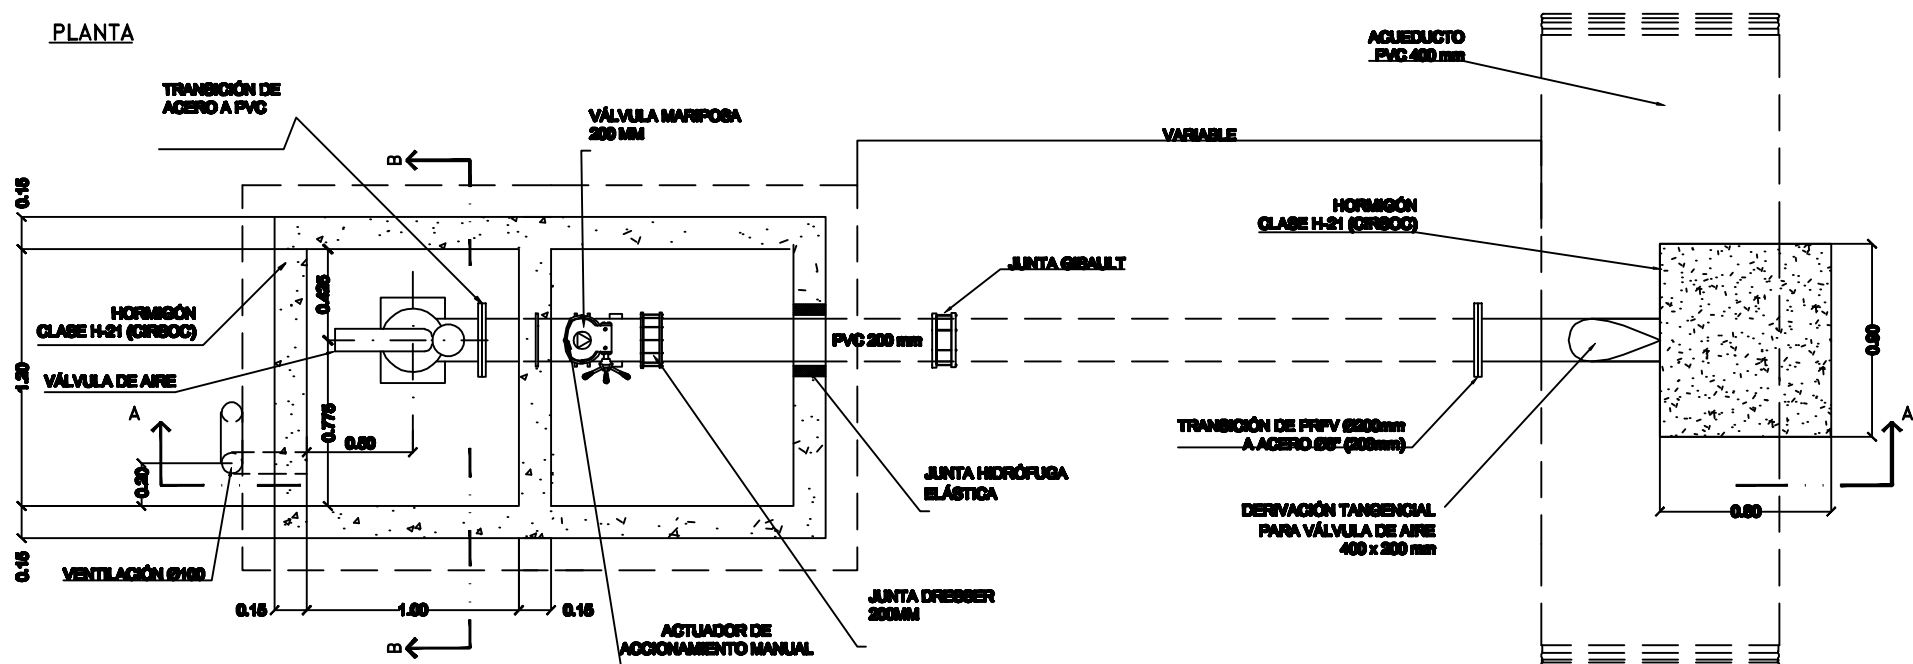 PLANTA
ACUEDUCTO
PVC 400 mm
TRANSICIÓN DE
ACERO A PVC
VÁLVULA MARIPOSA
200 MM
VARIABLE
B
0.15
HORMIGÓN
CLASE H-21 (CIRSOC)
JUNTA GIBAULT
0.425
HORMIGÓN
CLASE H-21 (CIRSOC)
PVC 200 mm
0.90
1.20
VÁLVULA DE AIRE
A
0.775
0.50
A
TRANSICIÓN DE PRFV Ø200mm
A ACERO Ø8" (200mm)
0.20
JUNTA HIDRÓFUGA
ELÁSTICA
DERIVACIÓN TANGENCIAL
PARA VÁLVULA DE AIRE
400 x 200 mm
0.80
0.15
VENTILACIÓN Ø100
0.15
1.00
0.15
JUNTA DRESSER
200MM
ACTUADOR DE
ACCIONAMIENTO MANUAL
B